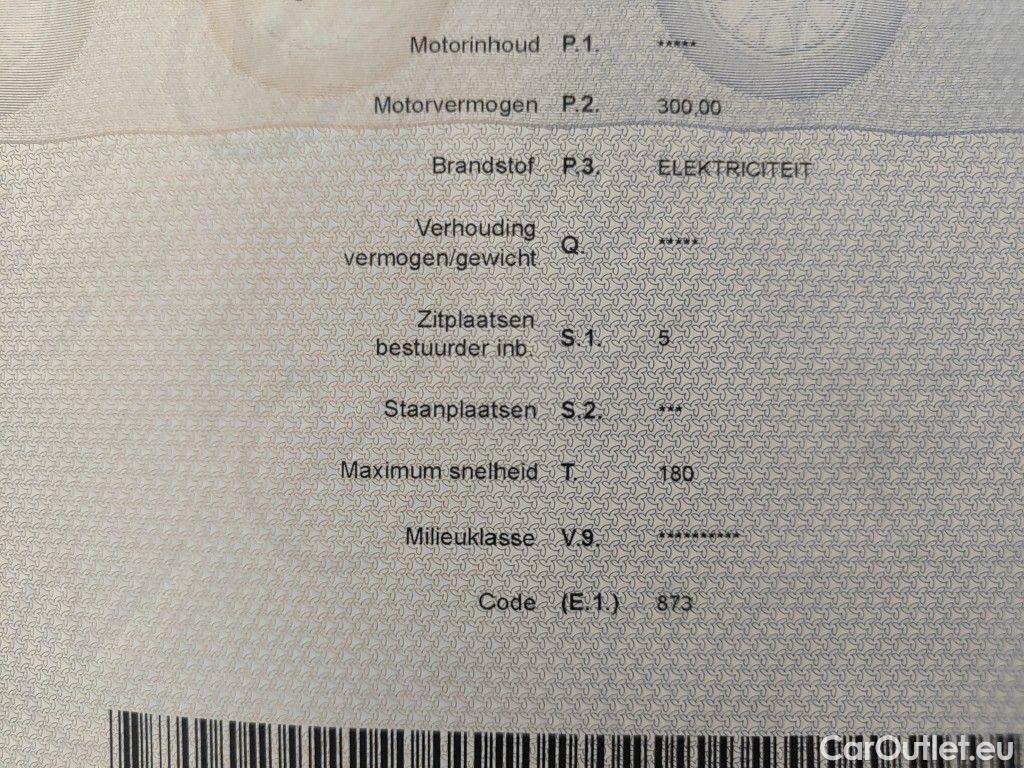 Motorinhoud P.1. *****
Motorvermogen P.2. 300,00
Brandstof P.3. ELEKTRICITEIT
Verhouding
vermogen/gewicht Q. *****
Zitplaatsen
bestuurder inb. S.1. 5
Staanplaatsen S.2. ***
Maximum snelheid T. 180
Milieuklasse V.9. **********
Code (E.1.) 873
CarOutlet.eu